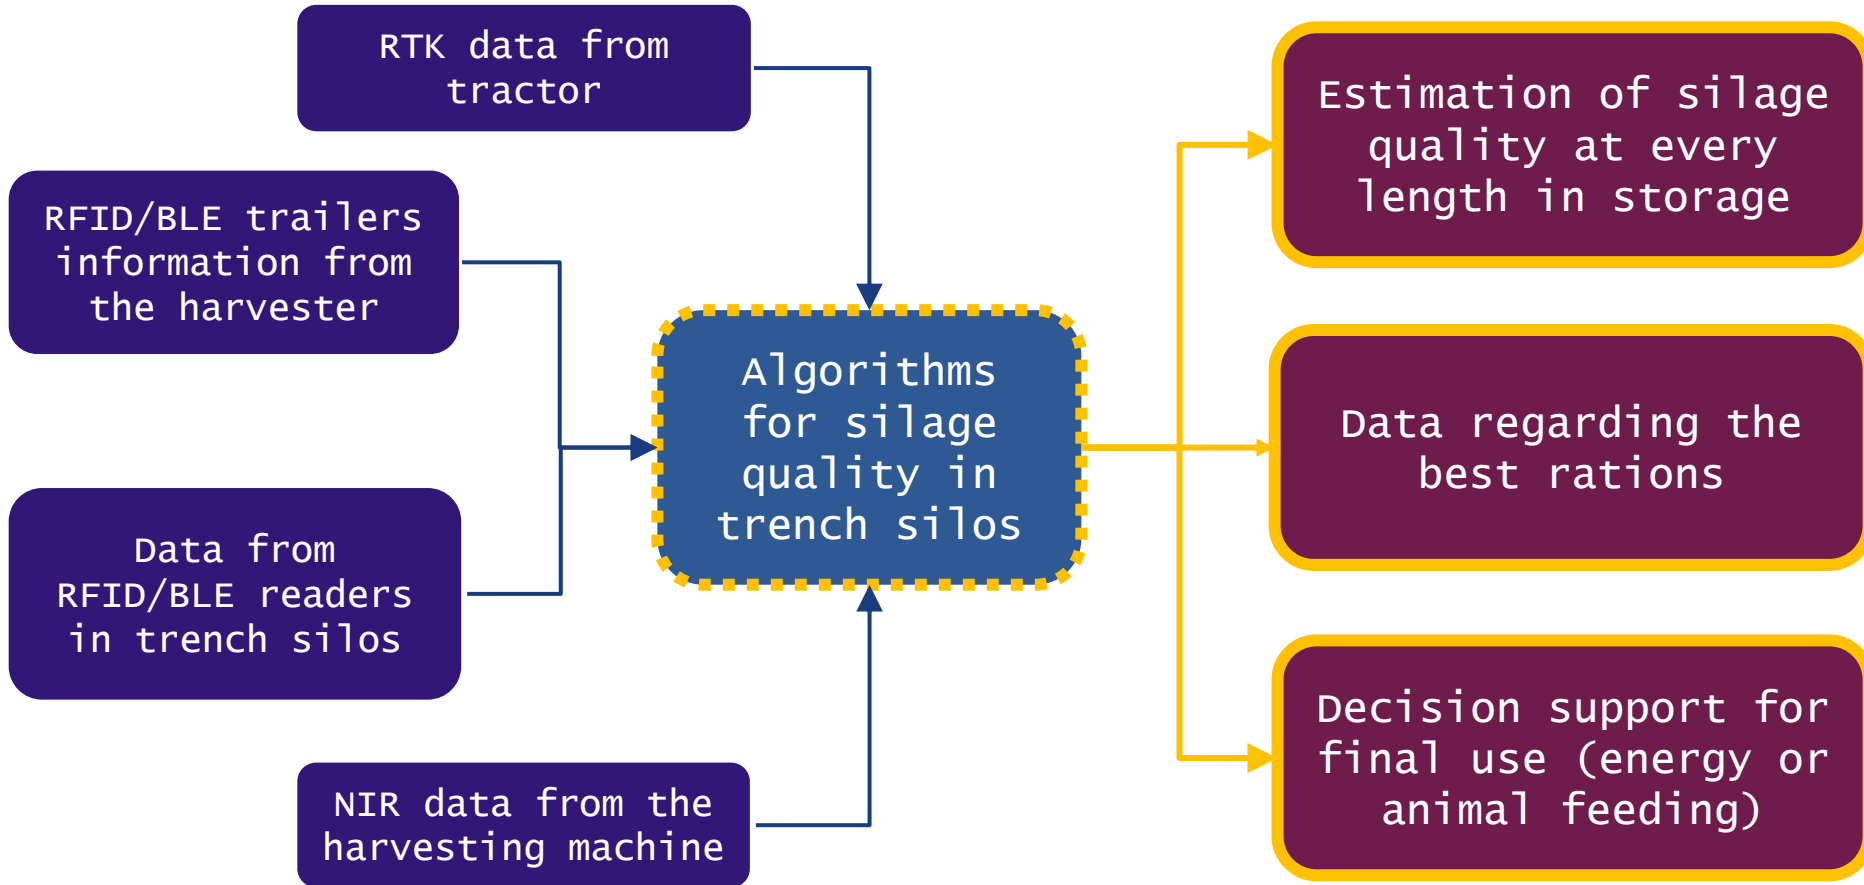 RTK data from
tractor
RFID/BLE trailers
information from
the harvester
Data from
RFID/BLE readers
in trench silos
NIR data from the
harvesting machine
Algorithms
for silage
quality in
trench silos
Estimation of silage
quality at every
length in storage
Data regarding the
best rations
Decision support for
final use (energy or
animal feeding)